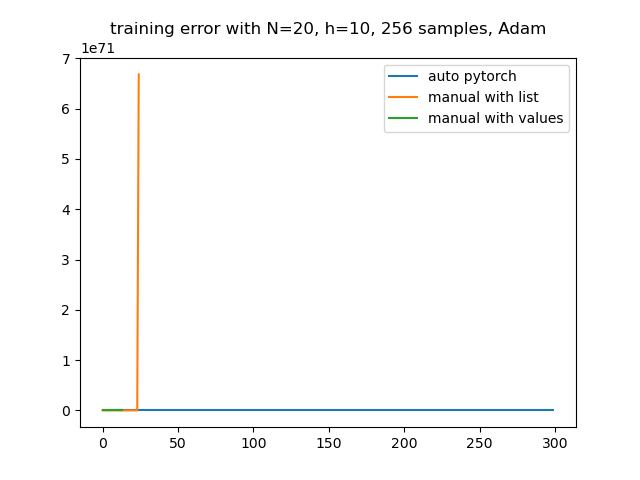 training error with N=20, h=10, 256 samples, Adam
1e71
7
6
5
4
3
2
1
0
auto pytorch
manual with list
manual with values
0 50 100 150 200 250 300